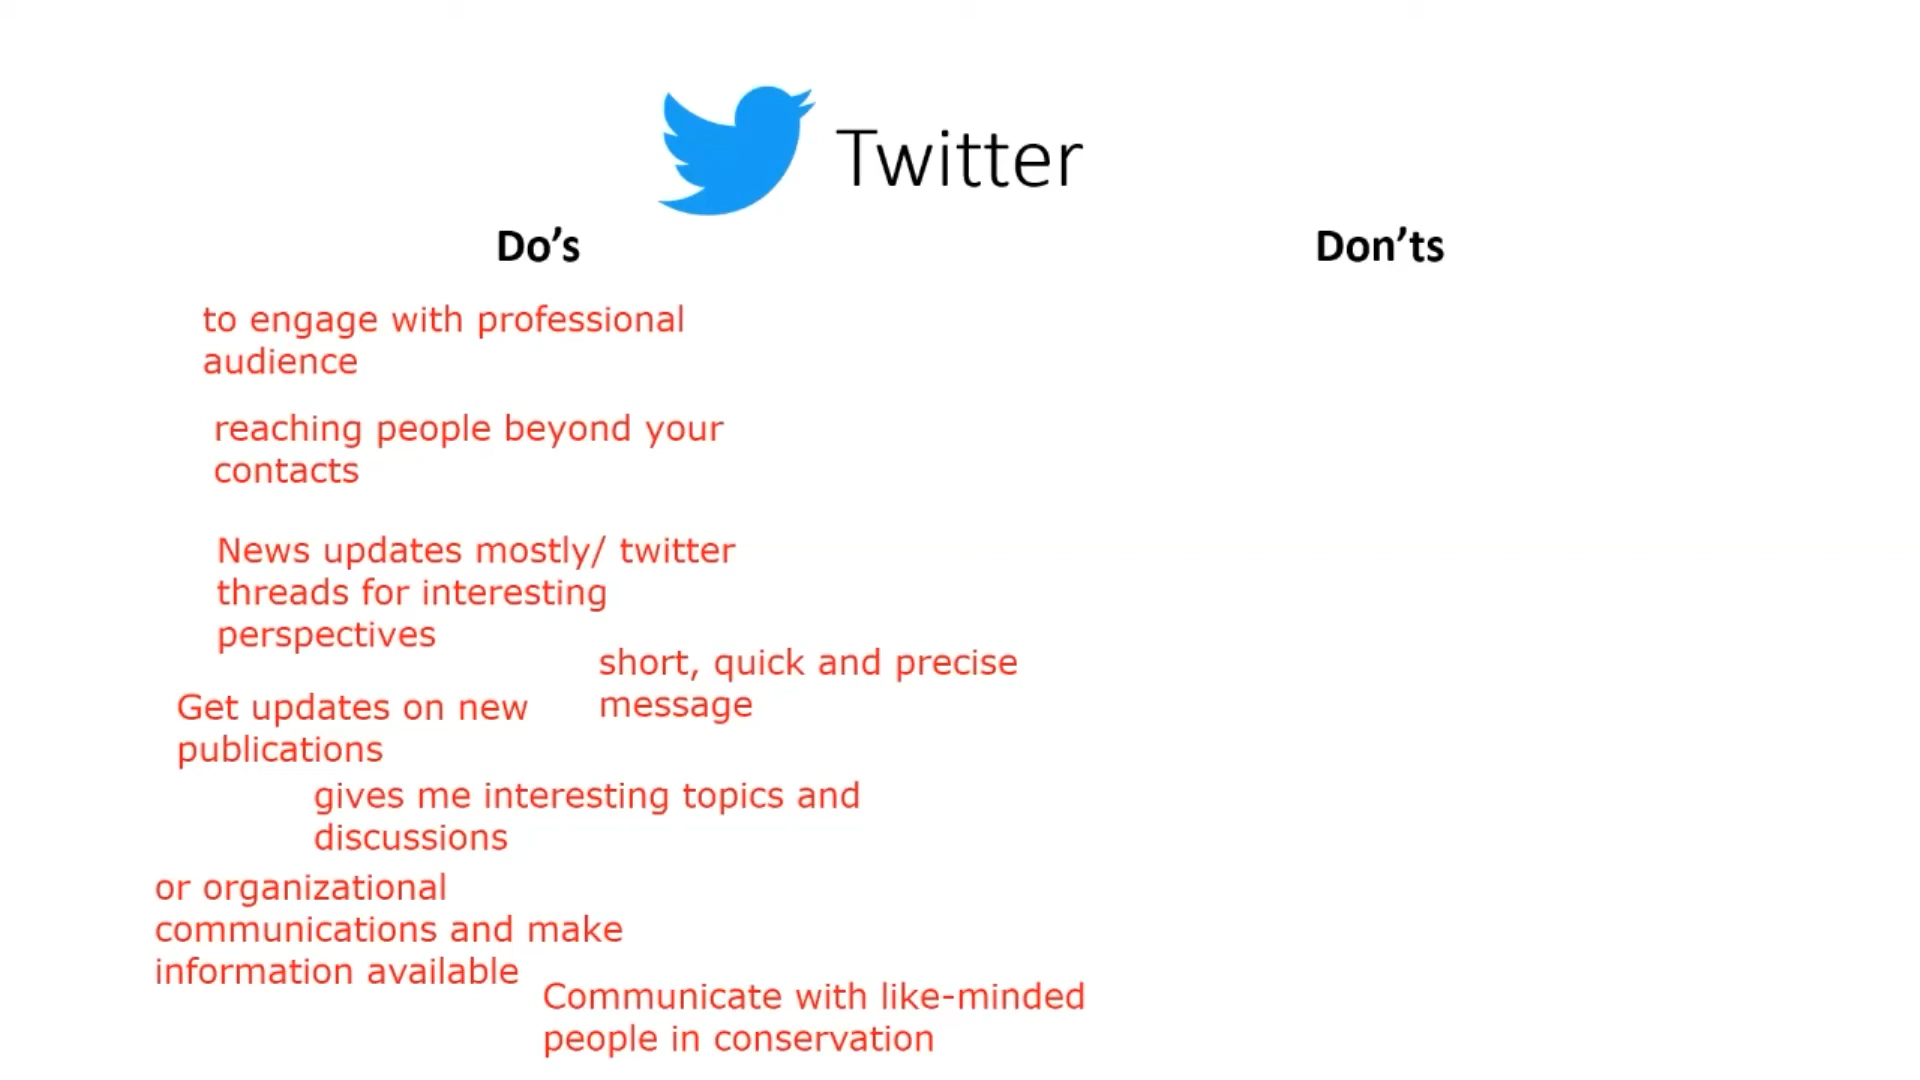 Twitter
Do’s
Don’ts
to engage with professional
audience
reaching people beyond your
contacts
News updates mostly/ twitter
threads for interesting
perspectives
short, quick and precise
message
Get updates on new
publications
gives me interesting topics and
discussions
or organizational
communications and make
information available
Communicate with like-minded
people in conservation